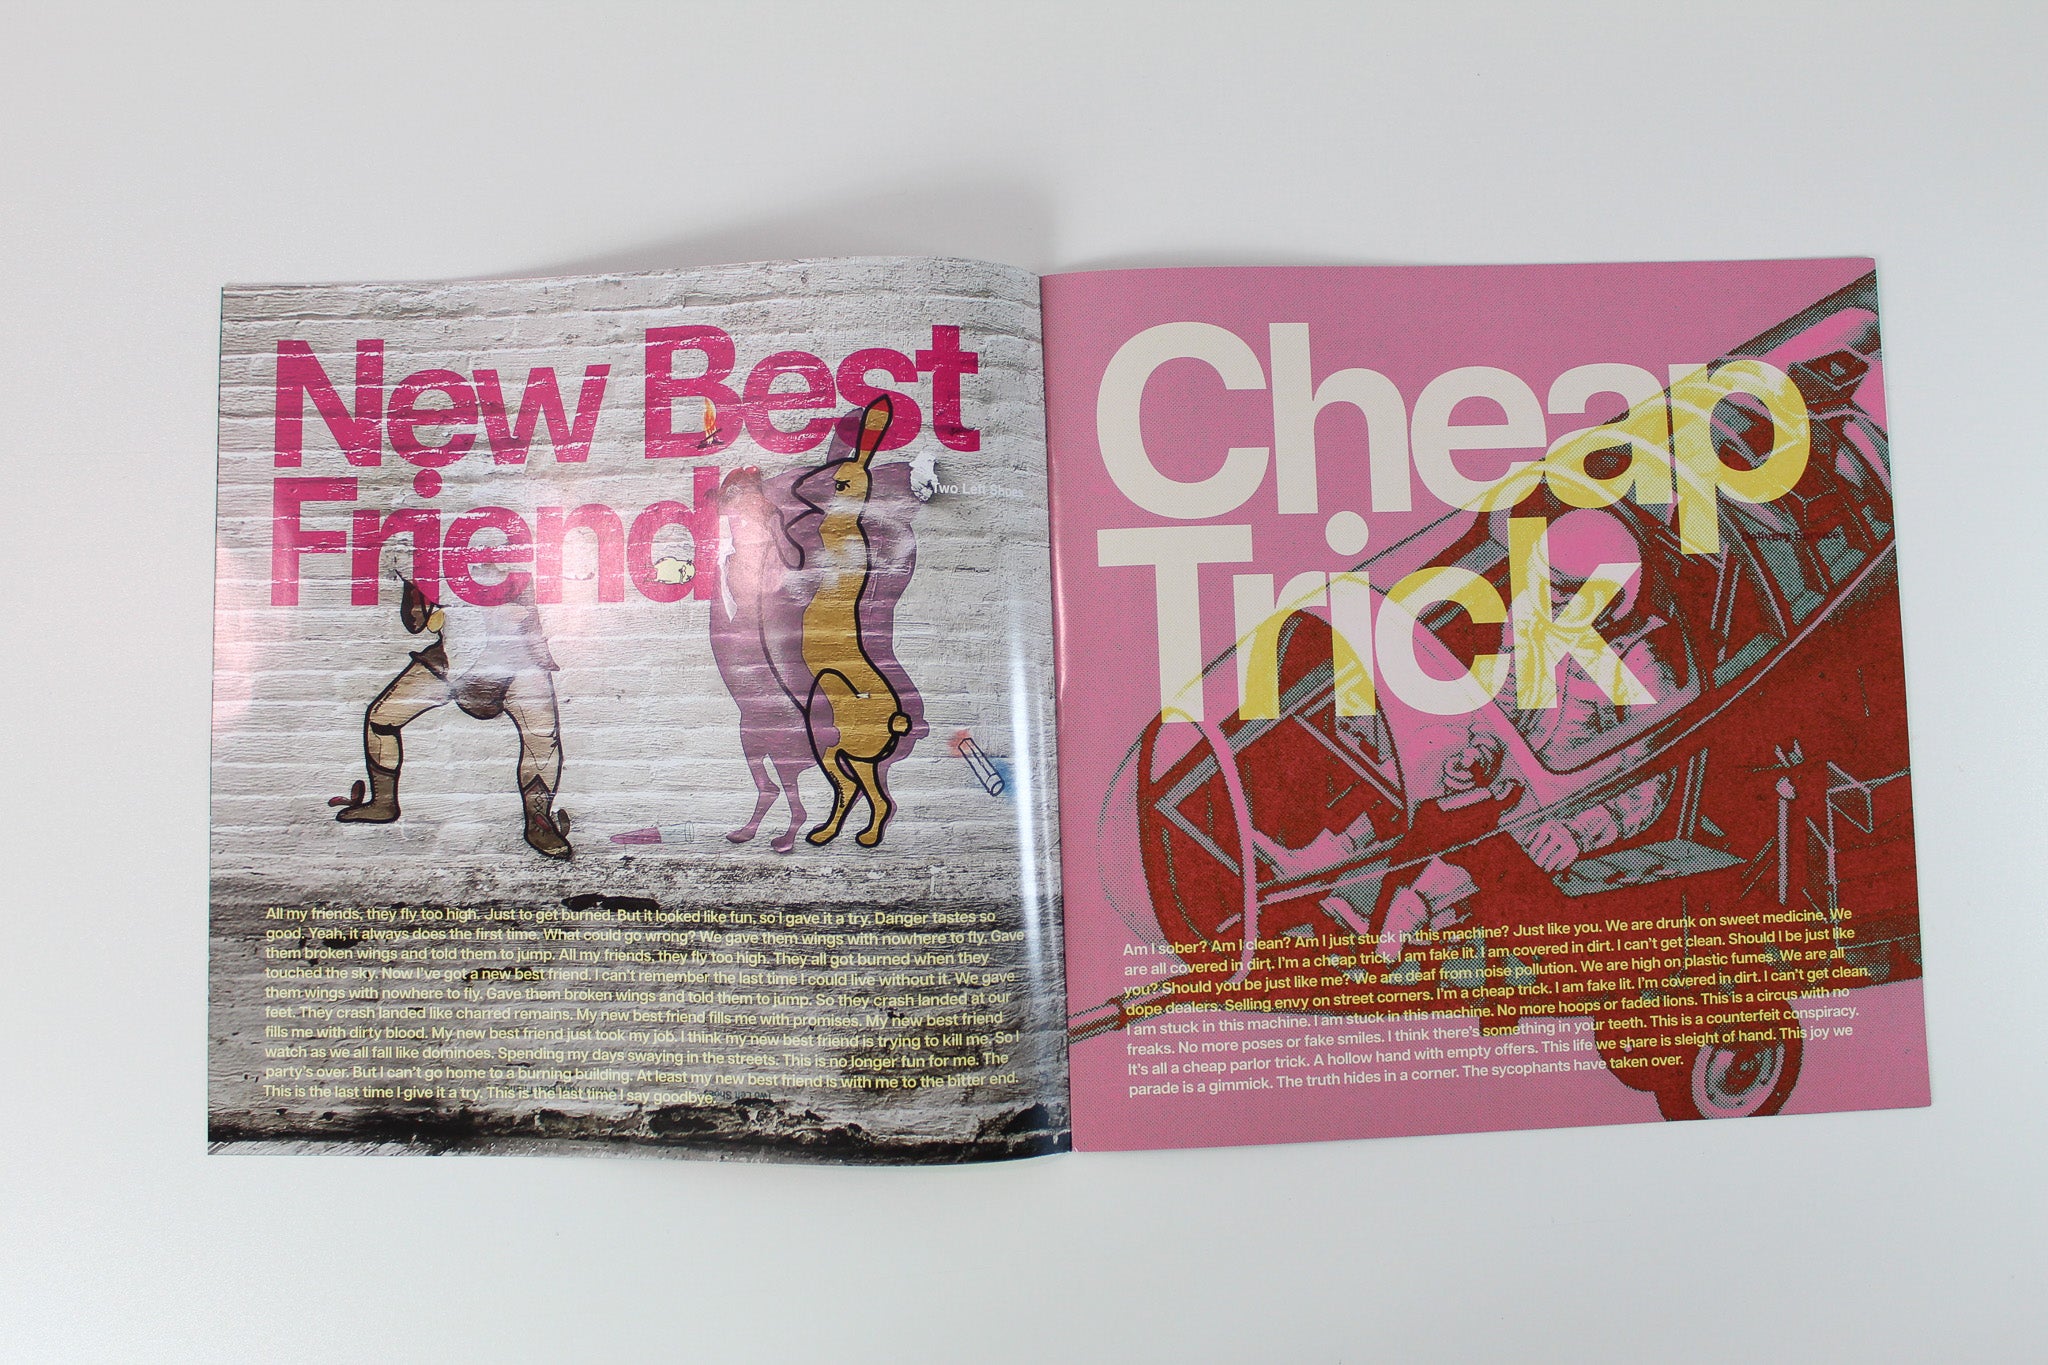 New Best
Friend
Two Left Shoes
All my friends, they fly too high. Just to get burned. But it looked like fun, so I gave it a try. Danger tastes so
good. Yeah, it always does the first time. What could go wrong? We gave them wings with nowhere to fly. Gave
them broken wings and told them to jump. All my friends, they fly too high. They all got burned when they
touched the sky. Now I've got a new best friend. I can't remember the last time I could live without it. We gave
them wings with nowhere to fly. Gave them broken wings and told them to jump. So they crash landed at our
feet. They crash landed like charred remains. My new best friend fills me with promises. My new best friend
fills me with dirty blood. My new best friend just took my job. I think my new best friend is trying to kill me. So I
watch as we all fall like dominoes. Spending my days swaying in the streets. This is no longer fun for me. The
party's over. But I can't go home to a burning building. At least my new best friend is with me to the bitter end.
This is the last time I give it a try. This is the last time I say goodbye.
Two Left Shoes
Cheap
Trick
Am I sober? Am I clean? Am I just stuck in this machine? Just like you. We are drunk on sweet medicine. We
are all covered in dirt. I'm a cheap trick. I am fake lit. I am covered in dirt. I can't get clean. Should I be just like
you? Should you be just like me? We are deaf from noise pollution. We are high on plastic fumes. We are all
dope dealers. Selling envy on street corners. I'm a cheap trick. I am fake lit. I'm covered in dirt. I can't get clean.
I am stuck in this machine. I am stuck in this machine. No more hoops or faded lions. This is a circus with no
freaks. No more poses or fake smiles. I think there's something in your teeth. This is a counterfeit conspiracy.
It's all a cheap parlor trick. A hollow hand with empty offers. This life we share is sleight of hand. This joy we
parade is a gimmick. The truth hides in a corner. The sycophants have taken over.